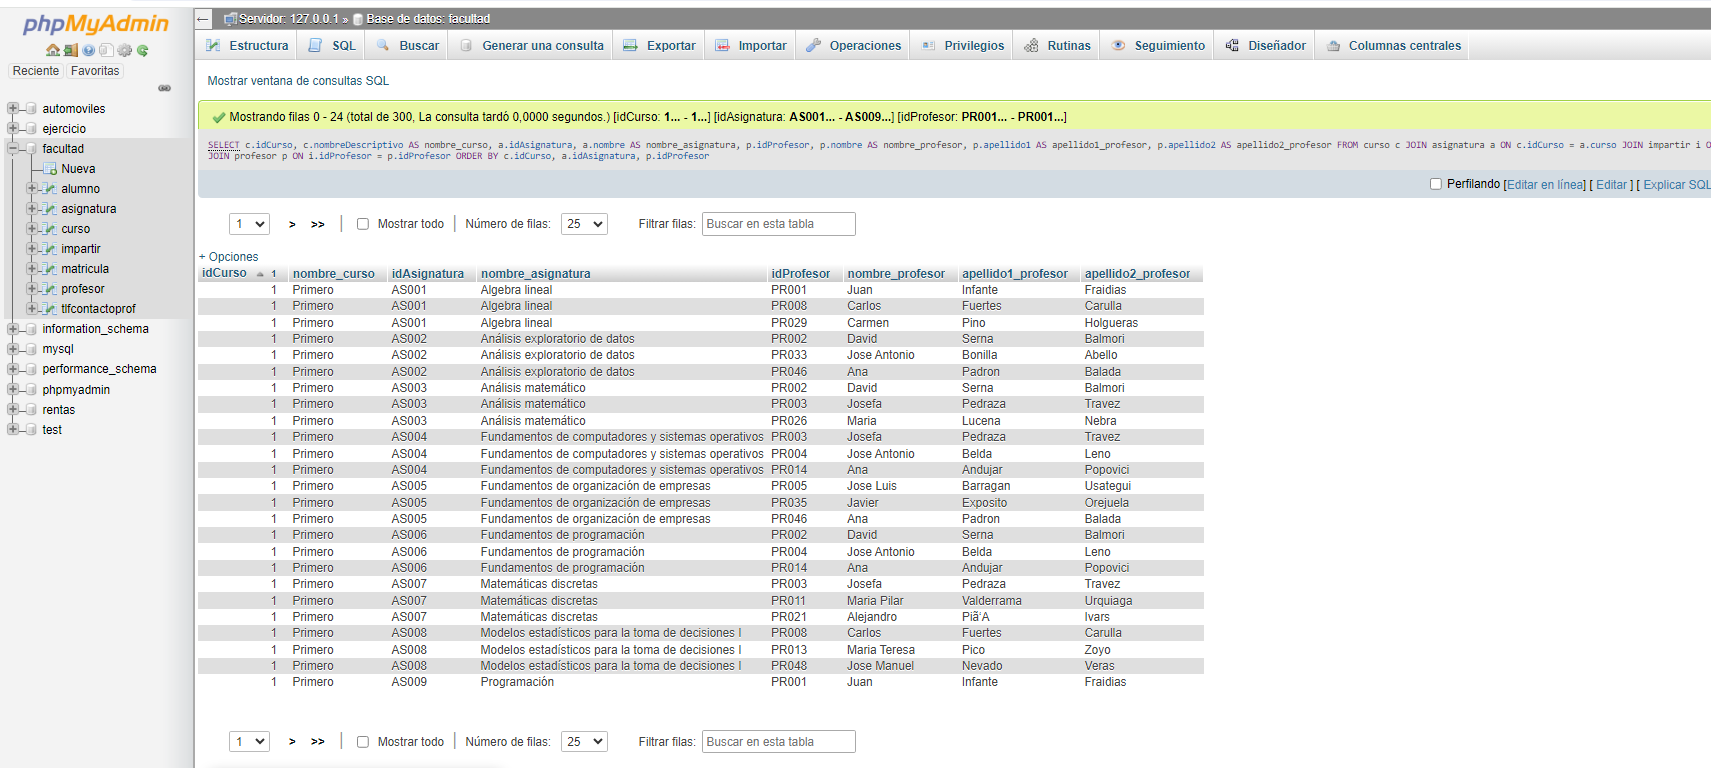 phpMyAdmin
Reciente Favoritas
automoviles
ejercicio
facultad
Nueva
alumno
asignatura
curso
impartir
matricula
profesor
tlfcontactoprof
information_schema
mysql
performance_schema
phpmyadmin
rentas
test
← Servidor: 127.0.0.1 » Base de datos: facultad
Estructura SQL Buscar Generar una consulta Exportar Importar Operaciones Privilegios Rutinas Seguimiento Diseñador Columnas centrales
Mostrar ventana de consultas SQL
Mostrando filas 0 - 24 (total de 300, La consulta tardó 0,0000 segundos.) [idCurso: 1... - 1...] [idAsignatura: AS001... - AS009...] [idProfesor: PR001... - PR001...]
SELECT c.idCurso, c.nombreDescriptivo AS nombre_curso, a.idAsignatura, a.nombre AS nombre_asignatura, p.idProfesor, p.nombre AS nombre_profesor, p.apellido1 AS apellido1_profesor, p.apellido2 AS apellido2_profesor FROM curso c JOIN asignatura a ON c.idCurso = a.curso JOIN impartir i O
JOIN profesor p ON i.idProfesor = p.idProfesor ORDER BY c.idCurso, a.idAsignatura, p.idProfesor
Perfilando [Editar en línea] [ Editar ] [ Explicar SQL
1 > >> Mostrar todo Número de filas: 25 Filtrar filas: Buscar en esta tabla
+ Opciones
idCurso 1 nombre_curso idAsignatura nombre_asignatura idProfesor nombre_profesor apellido1_profesor apellido2_profesor
1 Primero AS001 Algebra lineal PR001 Juan Infante Fraidias
1 Primero AS001 Algebra lineal PR008 Carlos Fuertes Carulla
1 Primero AS001 Algebra lineal PR029 Carmen Pino Holgueras
1 Primero AS002 Análisis exploratorio de datos PR002 David Serna Balmori
1 Primero AS002 Análisis exploratorio de datos PR033 Jose Antonio Bonilla Abello
1 Primero AS002 Análisis exploratorio de datos PR046 Ana Padron Balada
1 Primero AS003 Análisis matemático PR002 David Serna Balmori
1 Primero AS003 Análisis matemático PR003 Josefa Pedraza Travez
1 Primero AS003 Análisis matemático PR026 Maria Lucena Nebra
1 Primero AS004 Fundamentos de computadores y sistemas operativos PR003 Josefa Pedraza Travez
1 Primero AS004 Fundamentos de computadores y sistemas operativos PR004 Jose Antonio Belda Leno
1 Primero AS004 Fundamentos de computadores y sistemas operativos PR014 Ana Andujar Popovici
1 Primero AS005 Fundamentos de organización de empresas PR005 Jose Luis Barragan Usategui
1 Primero AS005 Fundamentos de organización de empresas PR035 Javier Exposito Orejuela
1 Primero AS005 Fundamentos de organización de empresas PR046 Ana Padron Balada
1 Primero AS006 Fundamentos de programación PR002 David Serna Balmori
1 Primero AS006 Fundamentos de programación PR004 Jose Antonio Belda Leno
1 Primero AS006 Fundamentos de programación PR014 Ana Andujar Popovici
1 Primero AS007 Matemáticas discretas PR003 Josefa Pedraza Travez
1 Primero AS007 Matemáticas discretas PR011 Maria Pilar Valderrama Urquiaga
1 Primero AS007 Matemáticas discretas PR021 Alejandro Piã‘A Ivars
1 Primero AS008 Modelos estadísticos para la toma de decisiones I PR008 Carlos Fuertes Carulla
1 Primero AS008 Modelos estadísticos para la toma de decisiones I PR013 Maria Teresa Pico Zoyo
1 Primero AS008 Modelos estadísticos para la toma de decisiones I PR048 Jose Manuel Nevado Veras
1 Primero AS009 Programación PR001 Juan Infante Fraidias
1 > >> Mostrar todo Número de filas: 25 Filtrar filas: Buscar en esta tabla